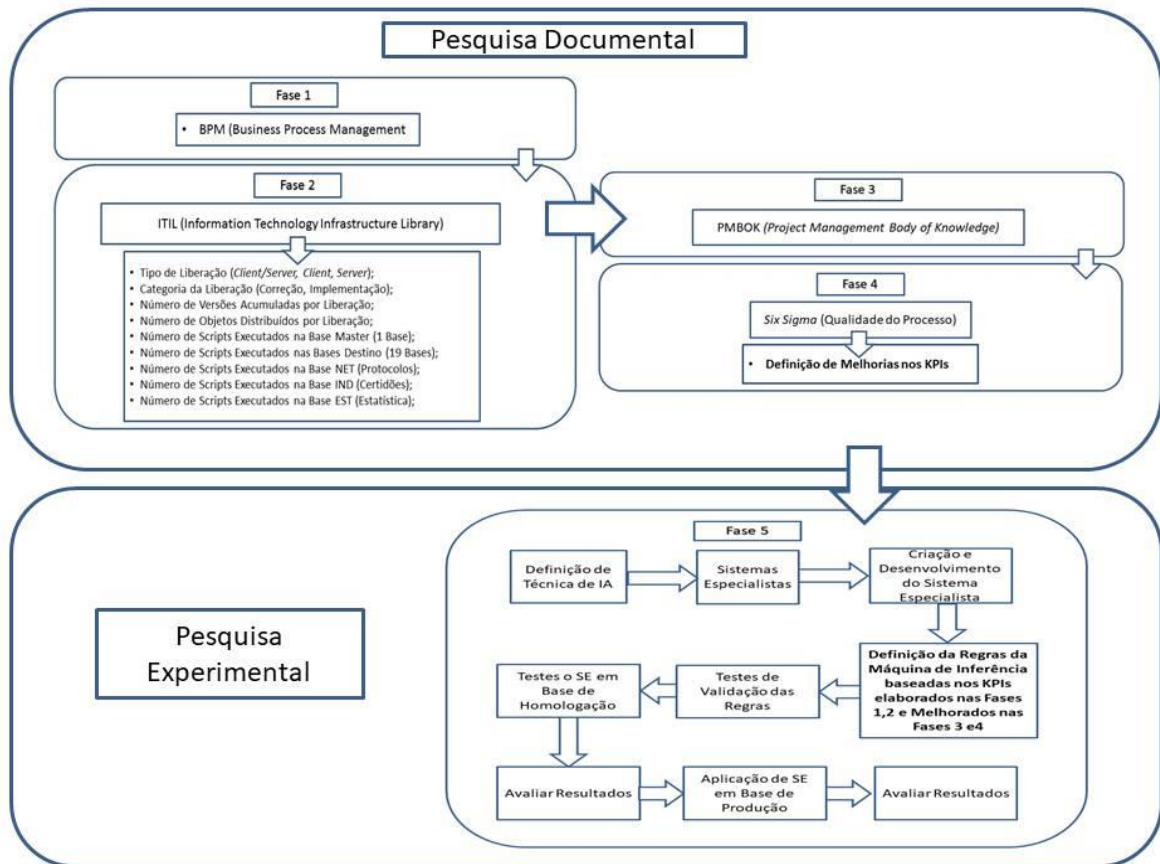 Pesquisa Documental
Fase 1
• BPM (Business Process Management
Fase 2
ITIL (Information Technology Infrastructure Library)
• Tipo de Liberação (Client/Server, Client, Server);
• Categoria da Liberação (Correção, Implementação);
• Número de Versões Acumuladas por Liberação;
• Número de Objetos Distribuídos por Liberação;
• Número de Scripts Executados na Base Master (1 Base);
• Número de Scripts Executados nas Bases Destino (19 Bases);
• Número de Scripts Executados na Base NET (Protocolos);
• Número de Scripts Executados na Base IND (Certidões);
• Número de Scripts Executados na Base EST (Estatística);
Fase 3
PMBOK (Project Management Body of Knowledge)
Fase 4
Six Sigma (Qualidade do Processo)
• Definição de Melhorias nos KPIs
Pesquisa
Experimental
Fase 5
Definição de
Técnica de IA
Sistemas
Especialistas
Criação e
Desenvolvimento
do Sistema
Especialista
Definição da Regras da
Máquina de Inferência
baseadas nos KPIs
elaborados nas Fases
1,2 e Melhorados nas
Fases 3 e4
Testes de
Validação das
Regras
Testes o SE em
Base de
Homologação
Avaliar Resultados
Aplicação de SE
em Base de
Produção
Avaliar Resultados